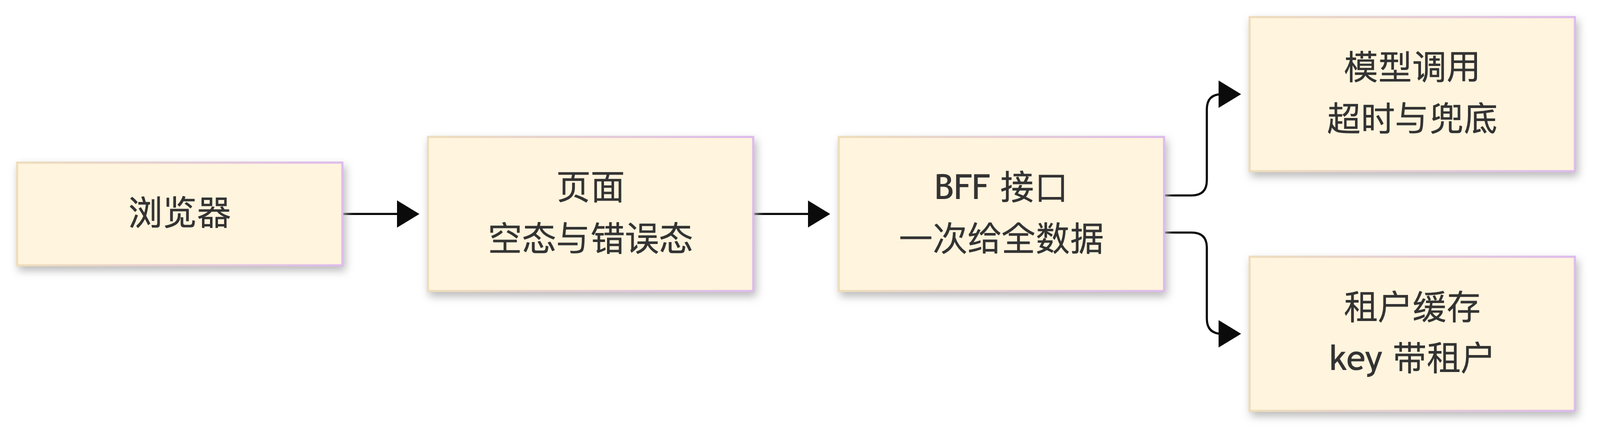 浏览器
页面
空态与错误态
BFF 接口
一次给全数据
模型调用
超时与兜底
租户缓存
key 带租户